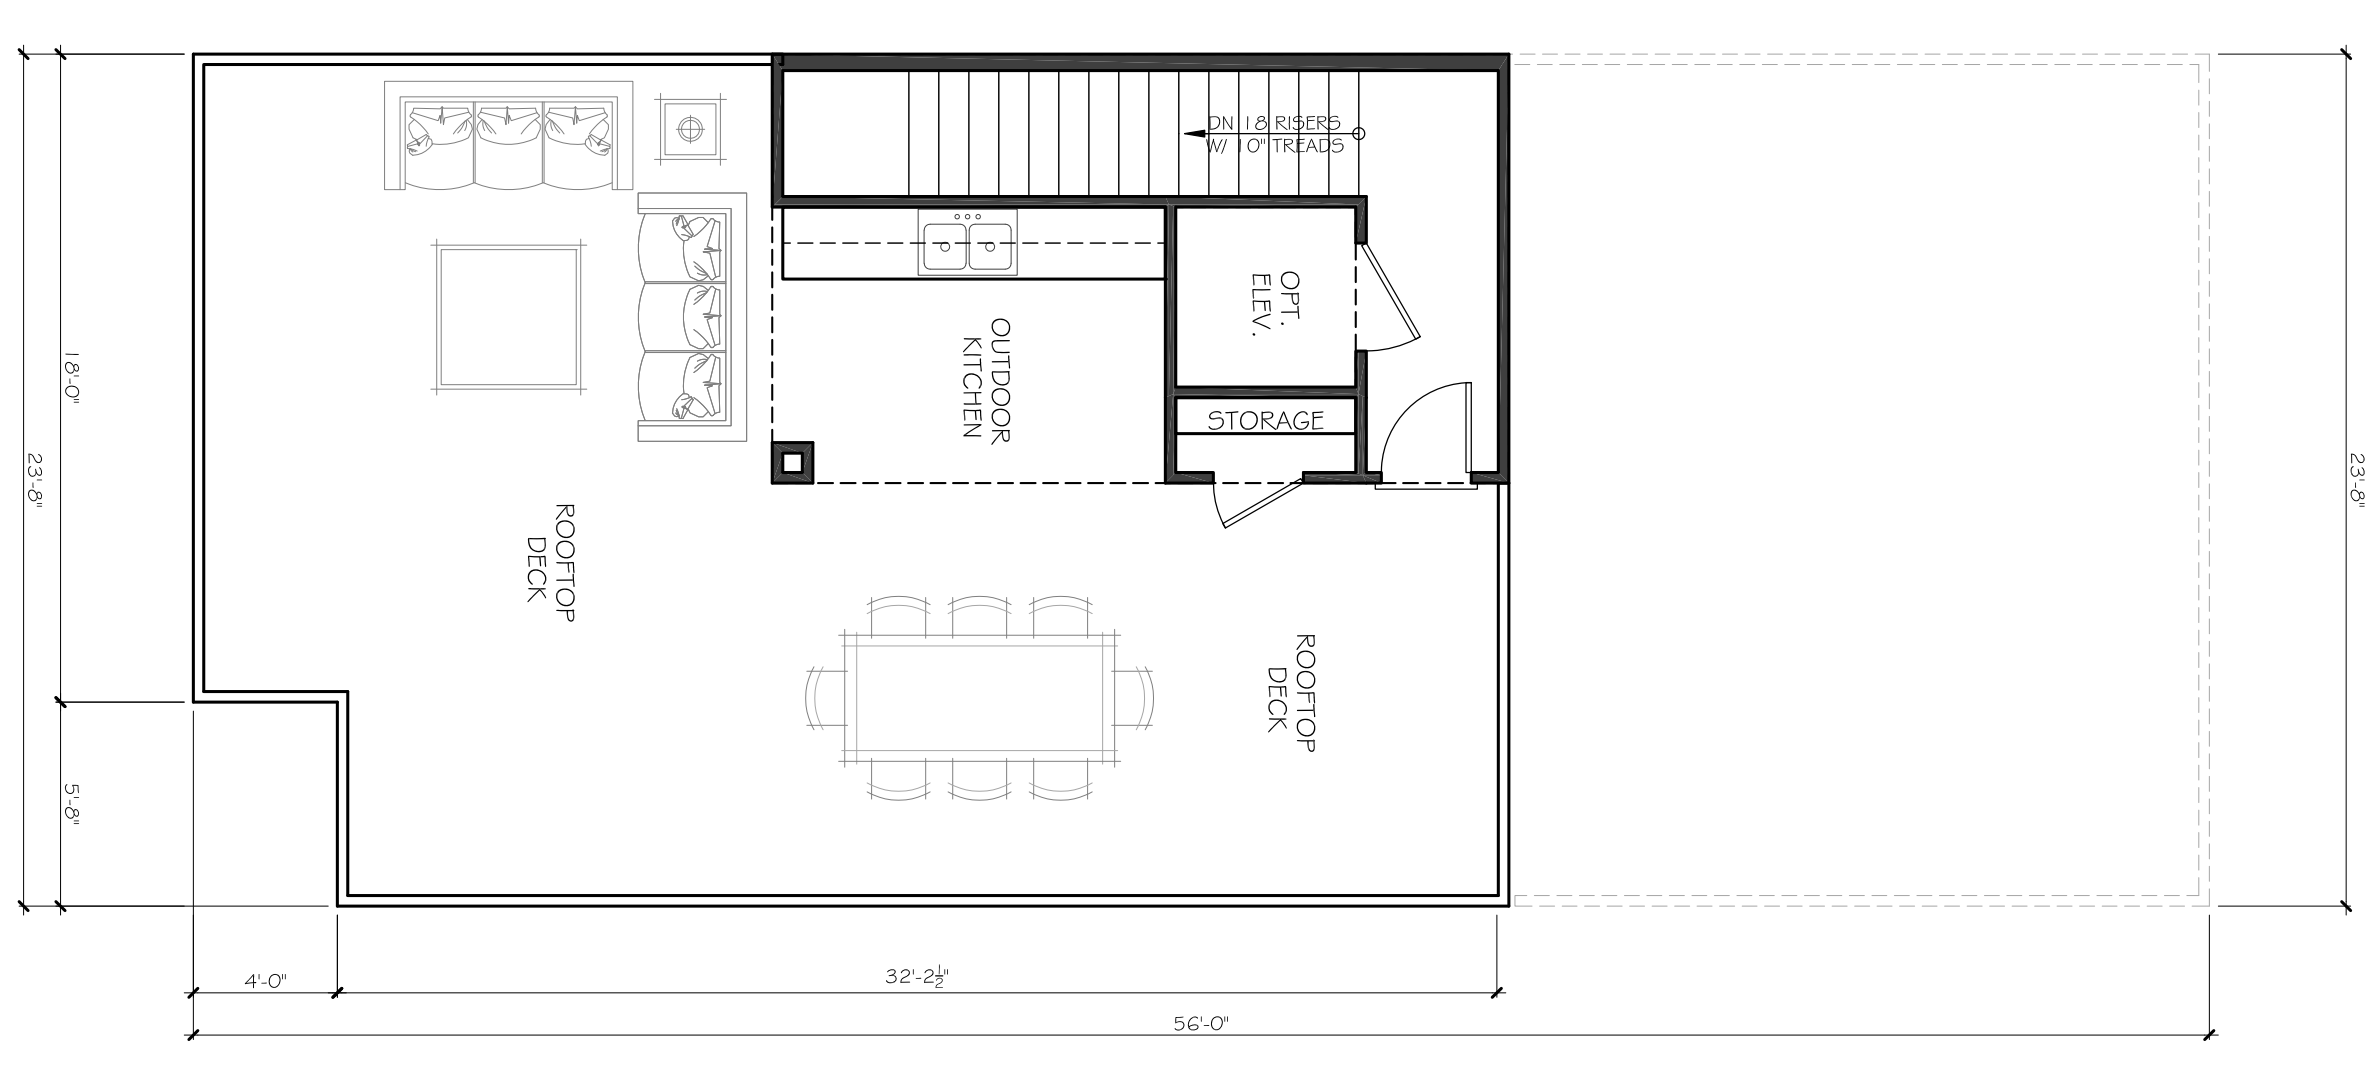 DN 18 RISERS
W/ 10" TREADS
OPT.
ELEV.
OUTDOOR
KITCHEN
STORAGE
ROOFTOP
DECK
ROOFTOP
DECK
18'-0"
23'-8"
5'-8"
23'-8"
4'-0"
32'-2½"
56'-0"